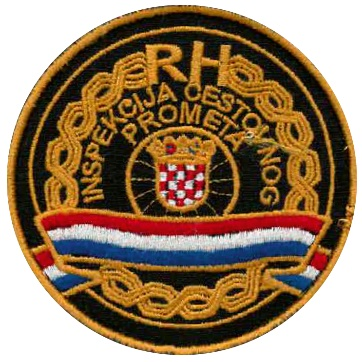 RH
INSPEKCIJA CESTOVNOG
PROMETA